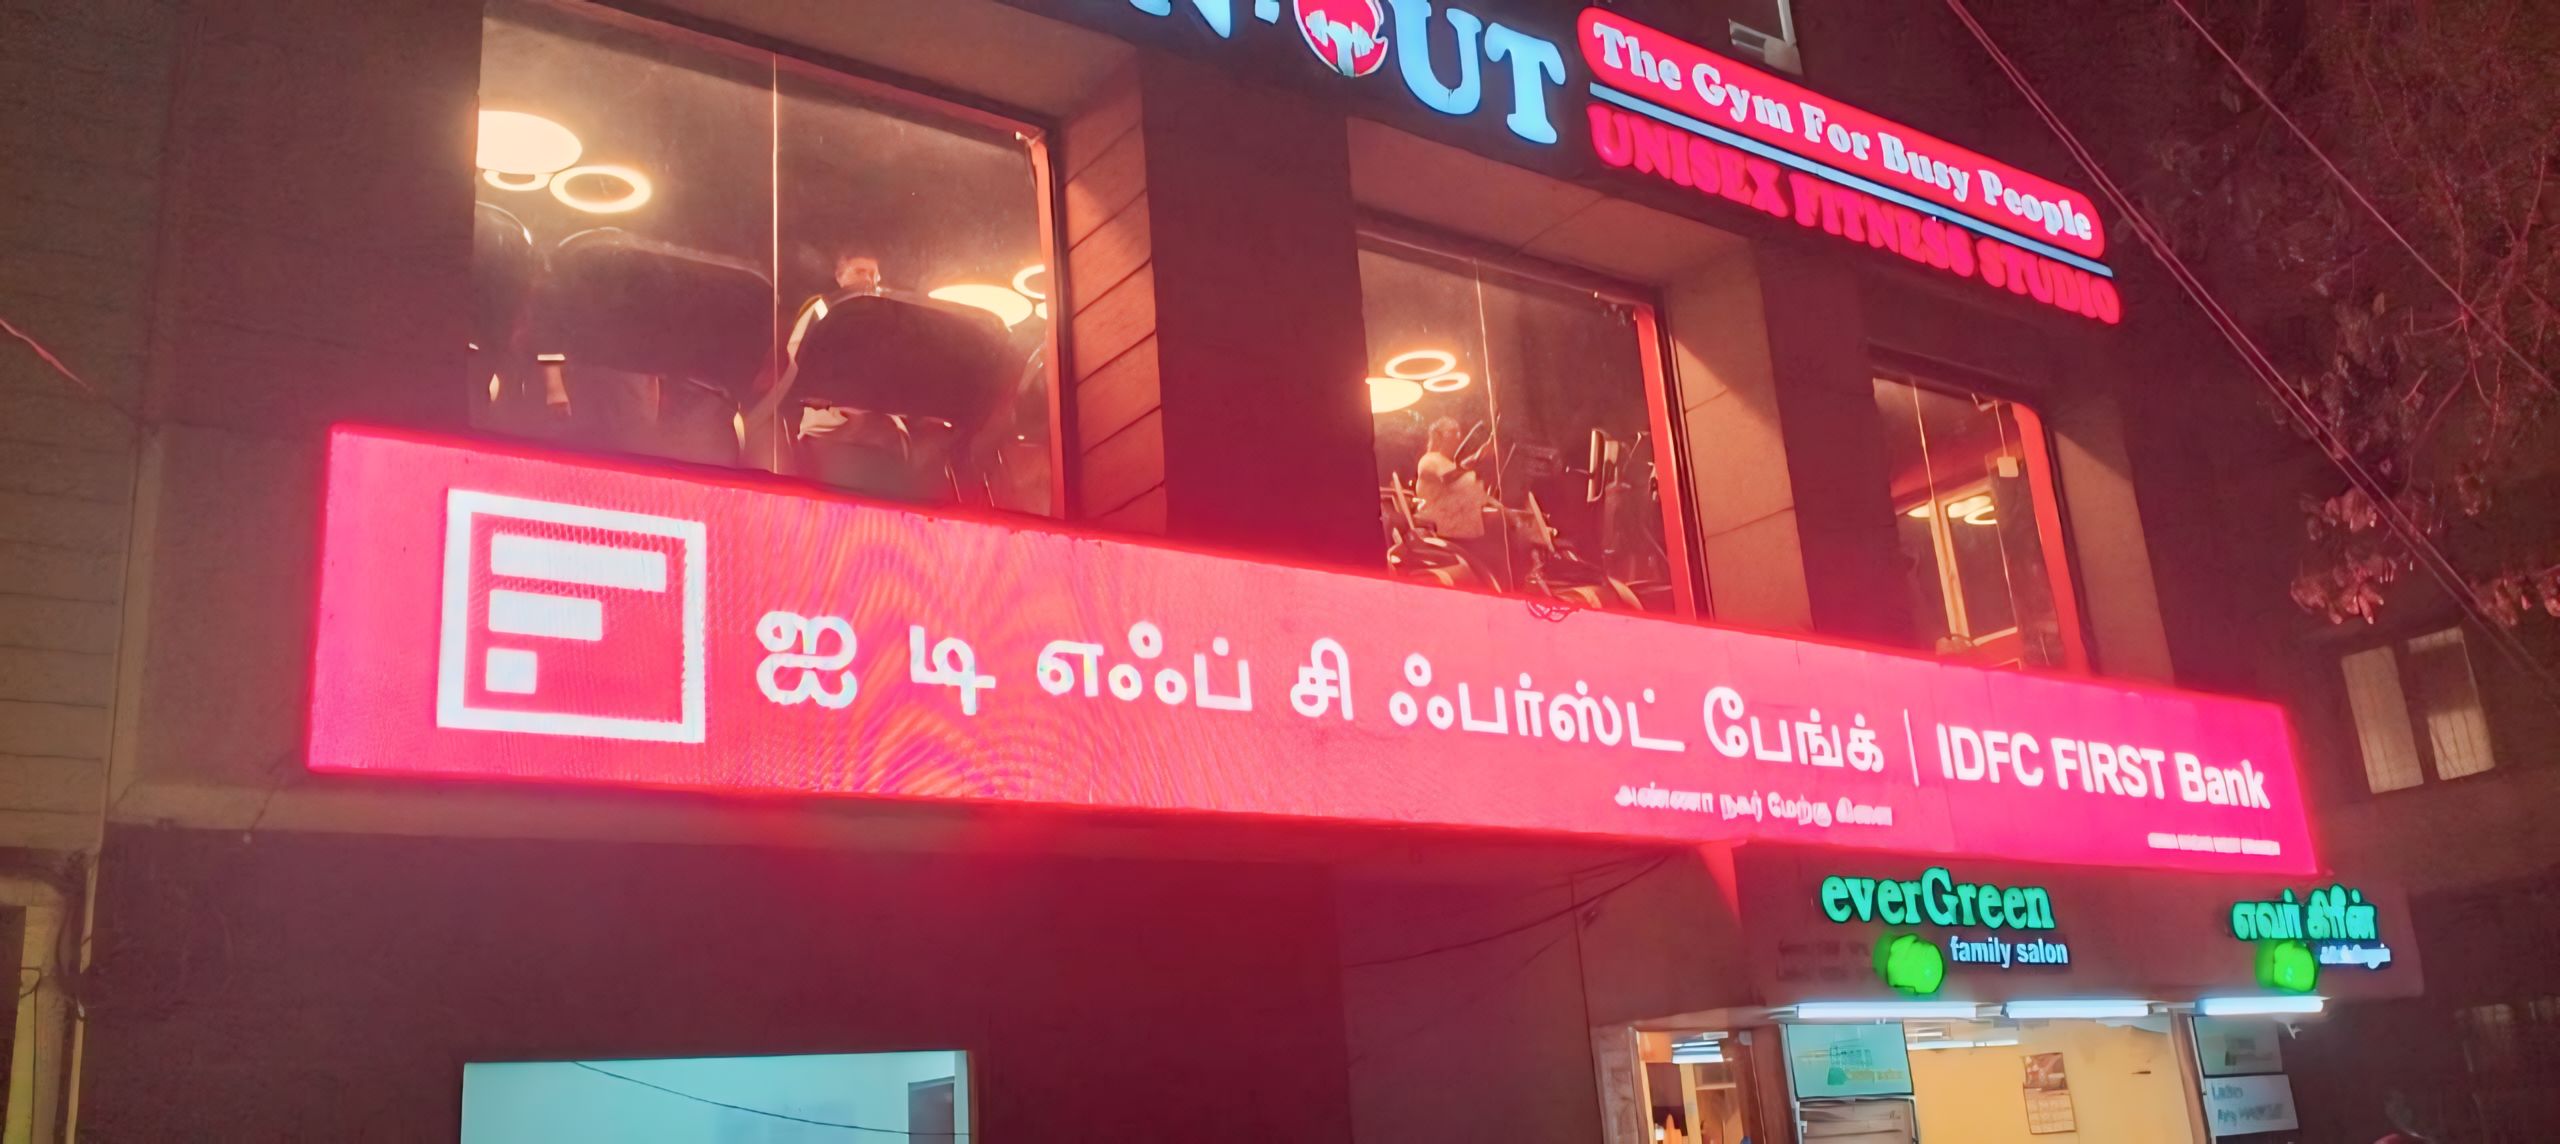 The Gym For Busy People
UNISEX FITNESS STUDIO
ஐ டி எஃப் சி ஃபர்ஸ்ட் பேங்க் | IDFC FIRST Bank
அண்ணா நகர் மேற்கு கிளை
everGreen
family salon
எவர் கிரீன்